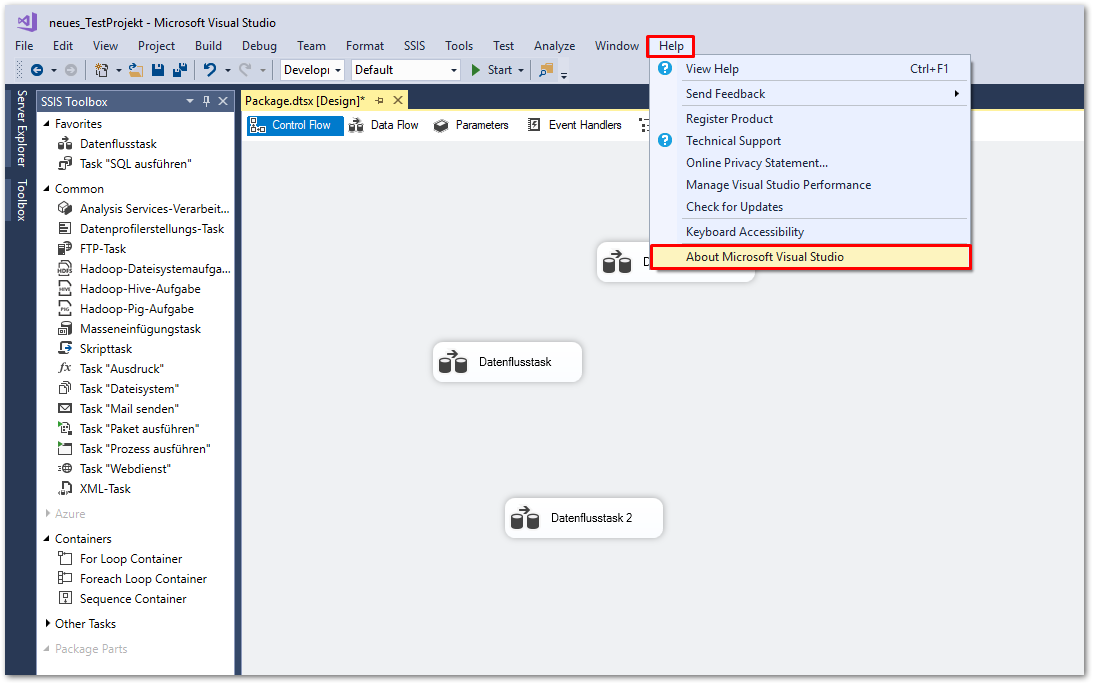 neues_TestProjekt - Microsoft Visual Studio
File Edit View Project Build Debug Team Format SSIS Tools Test Analyze Window Help
Default Start
Server Explorer
Toolbox
SSIS Toolbox
Favorites
Datenflusstask
Task "SQL ausführen"
Common
Analysis Services-Verarbeit...
Datenprofilerstellungs-Task
FTP-Task
Hadoop-Dateisystemaufga...
Hadoop-Hive-Aufgabe
Hadoop-Pig-Aufgabe
Masseneinfügungstask
Skripttask
Task "Ausdruck"
Task "Dateisystem"
Task "Mail senden"
Task "Paket ausführen"
Task "Prozess ausführen"
Task "Webdienst"
XML-Task
Azure
Containers
For Loop Container
Foreach Loop Container
Sequence Container
Other Tasks
Package Parts
Package.dtsx [Design]*
Control Flow Data Flow Parameters Event Handlers
Datenflusstask
Datenflusstask 2
View Help Ctrl+F1
Send Feedback
Register Product
Technical Support
Online Privacy Statement...
Manage Visual Studio Performance
Check for Updates
Keyboard Accessibility
About Microsoft Visual Studio